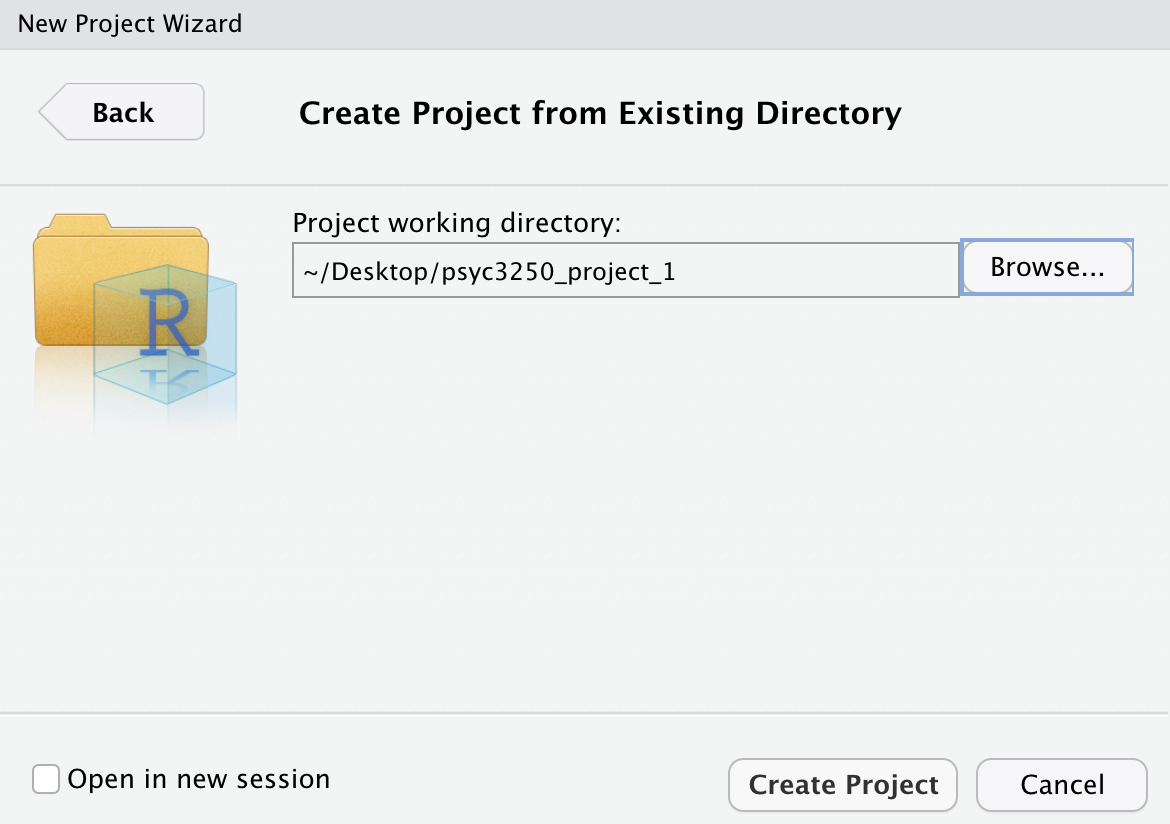 New Project Wizard
Back
Create Project from Existing Directory
Project working directory:
~/Desktop/psyc3250_project_1
Browse...
R
Open in new session
Create Project
Cancel